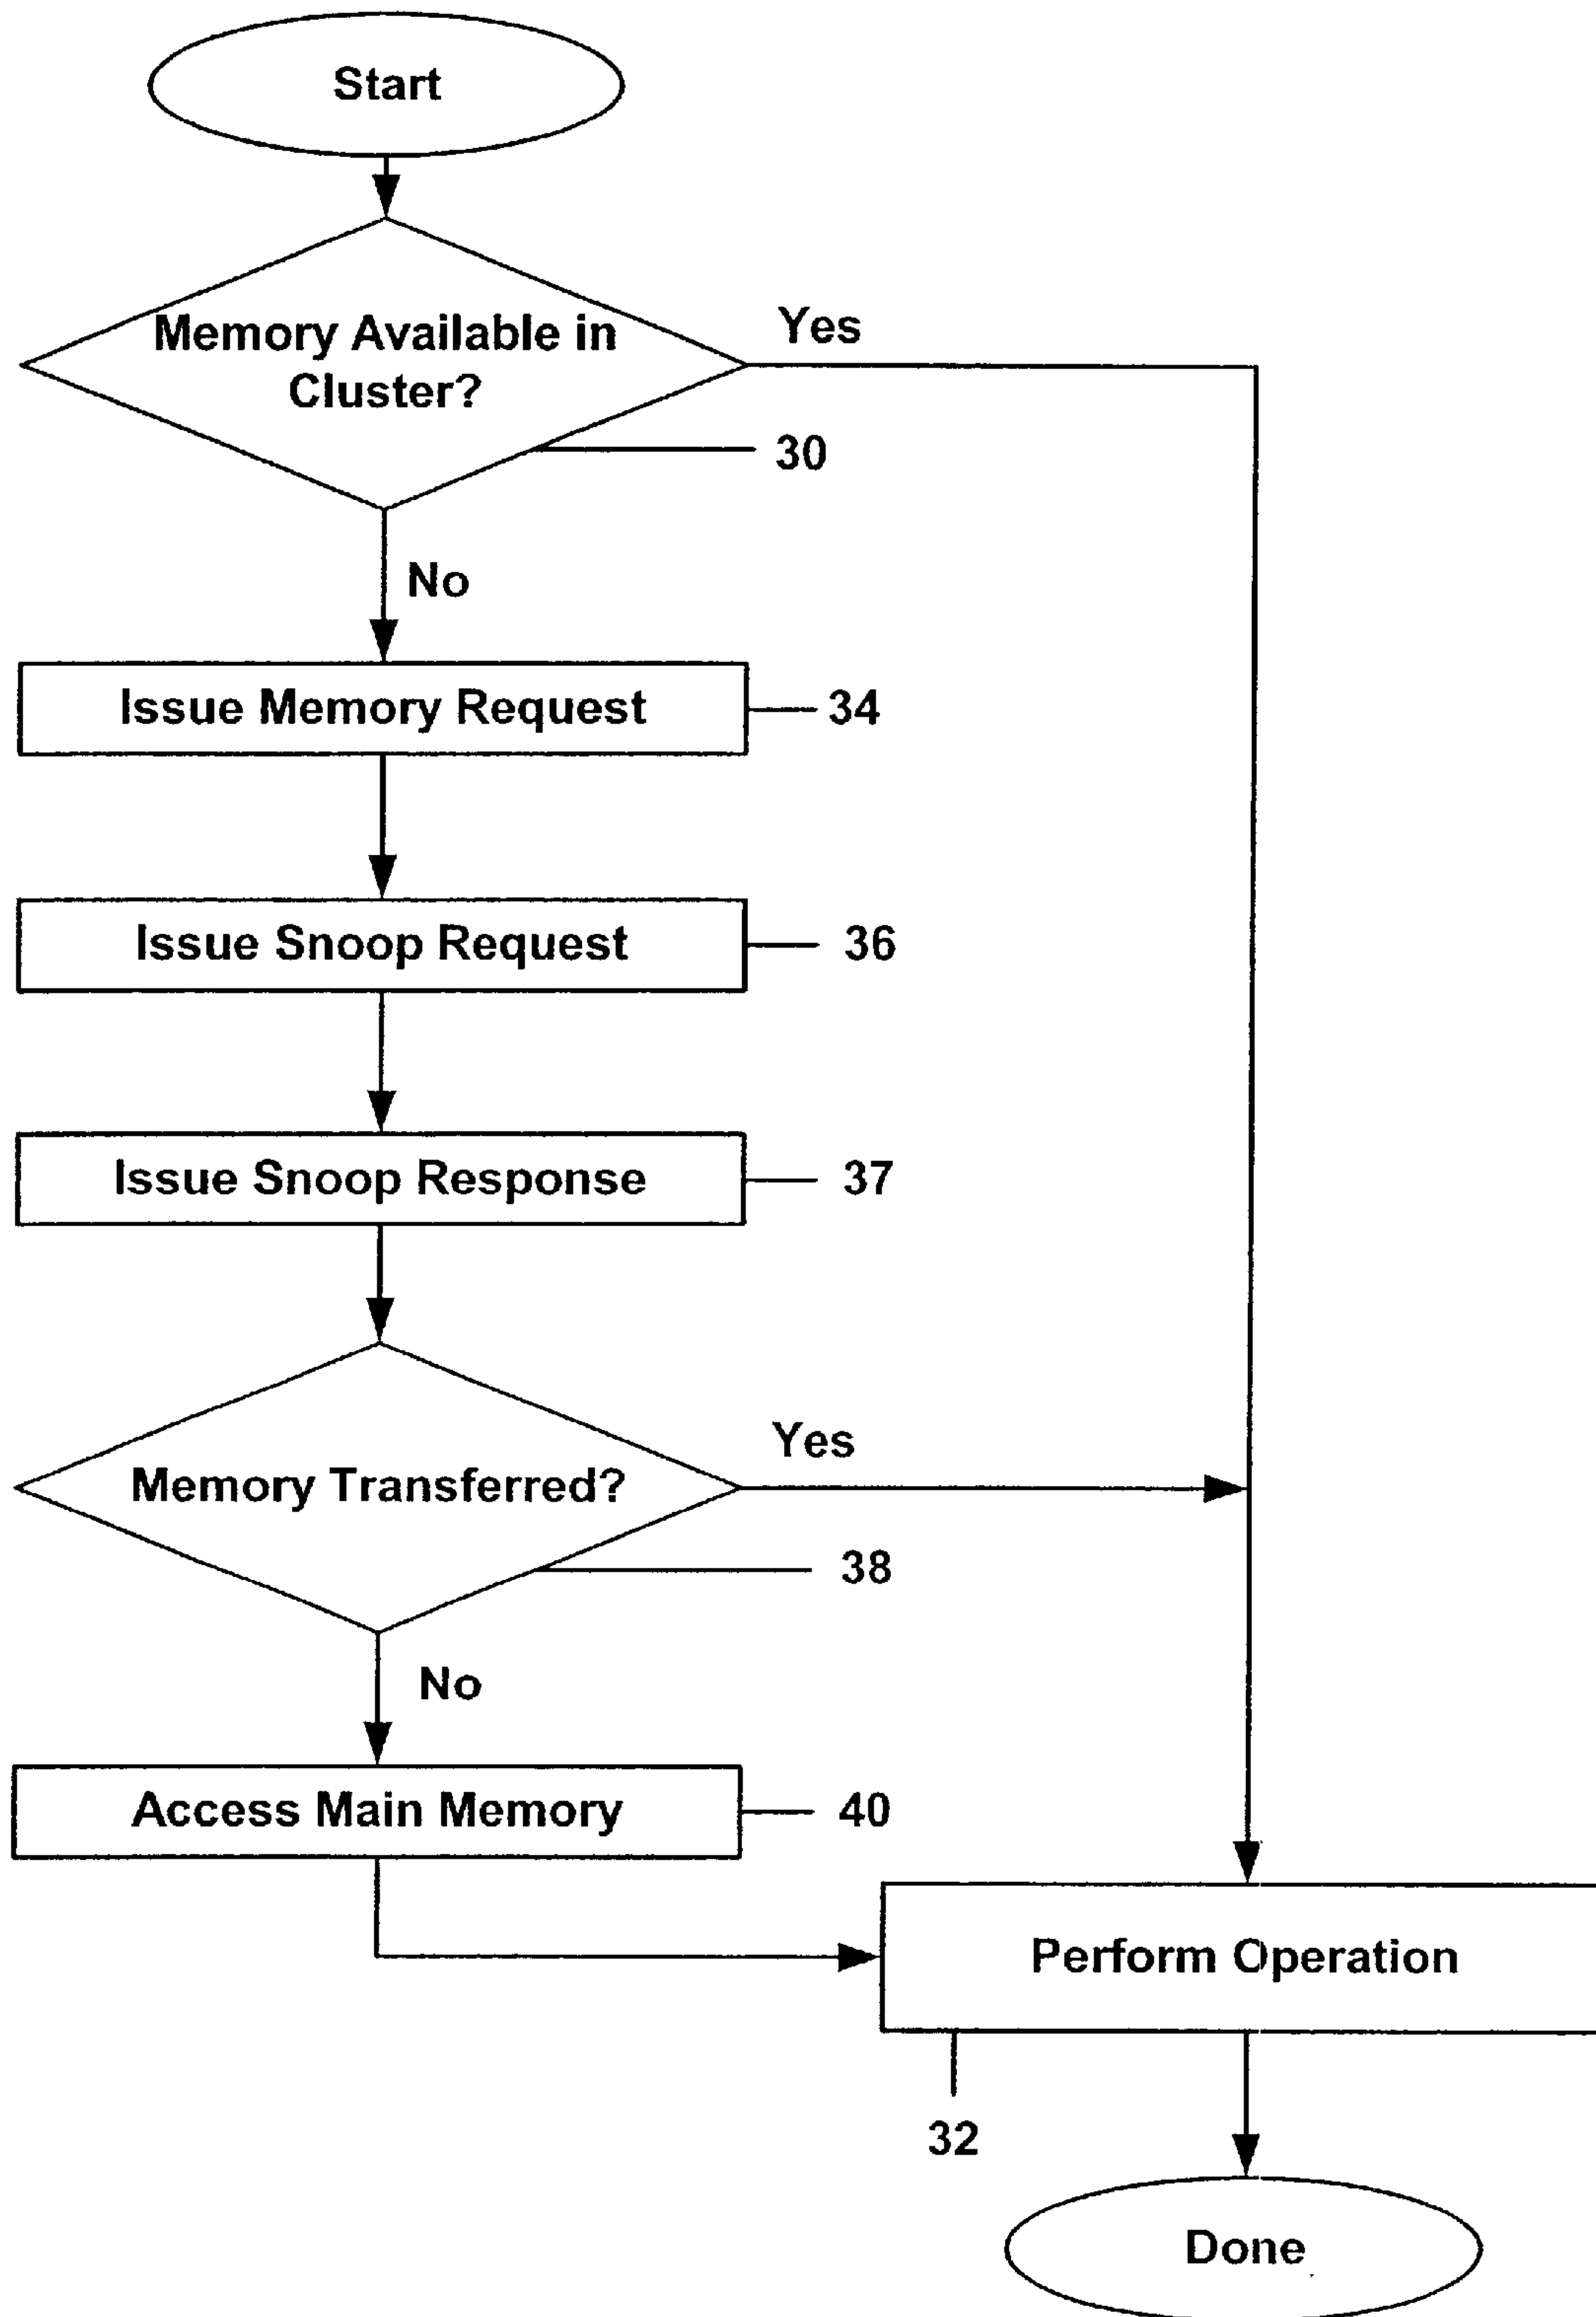 Start
Memory Available in
Cluster?
Yes
30
No
Issue Memory Request
34
Issue Snoop Request
36
Issue Snoop Response
37
Memory Transferred?
Yes
38
No
Access Main Memory
40
Perform Operation
32
Done